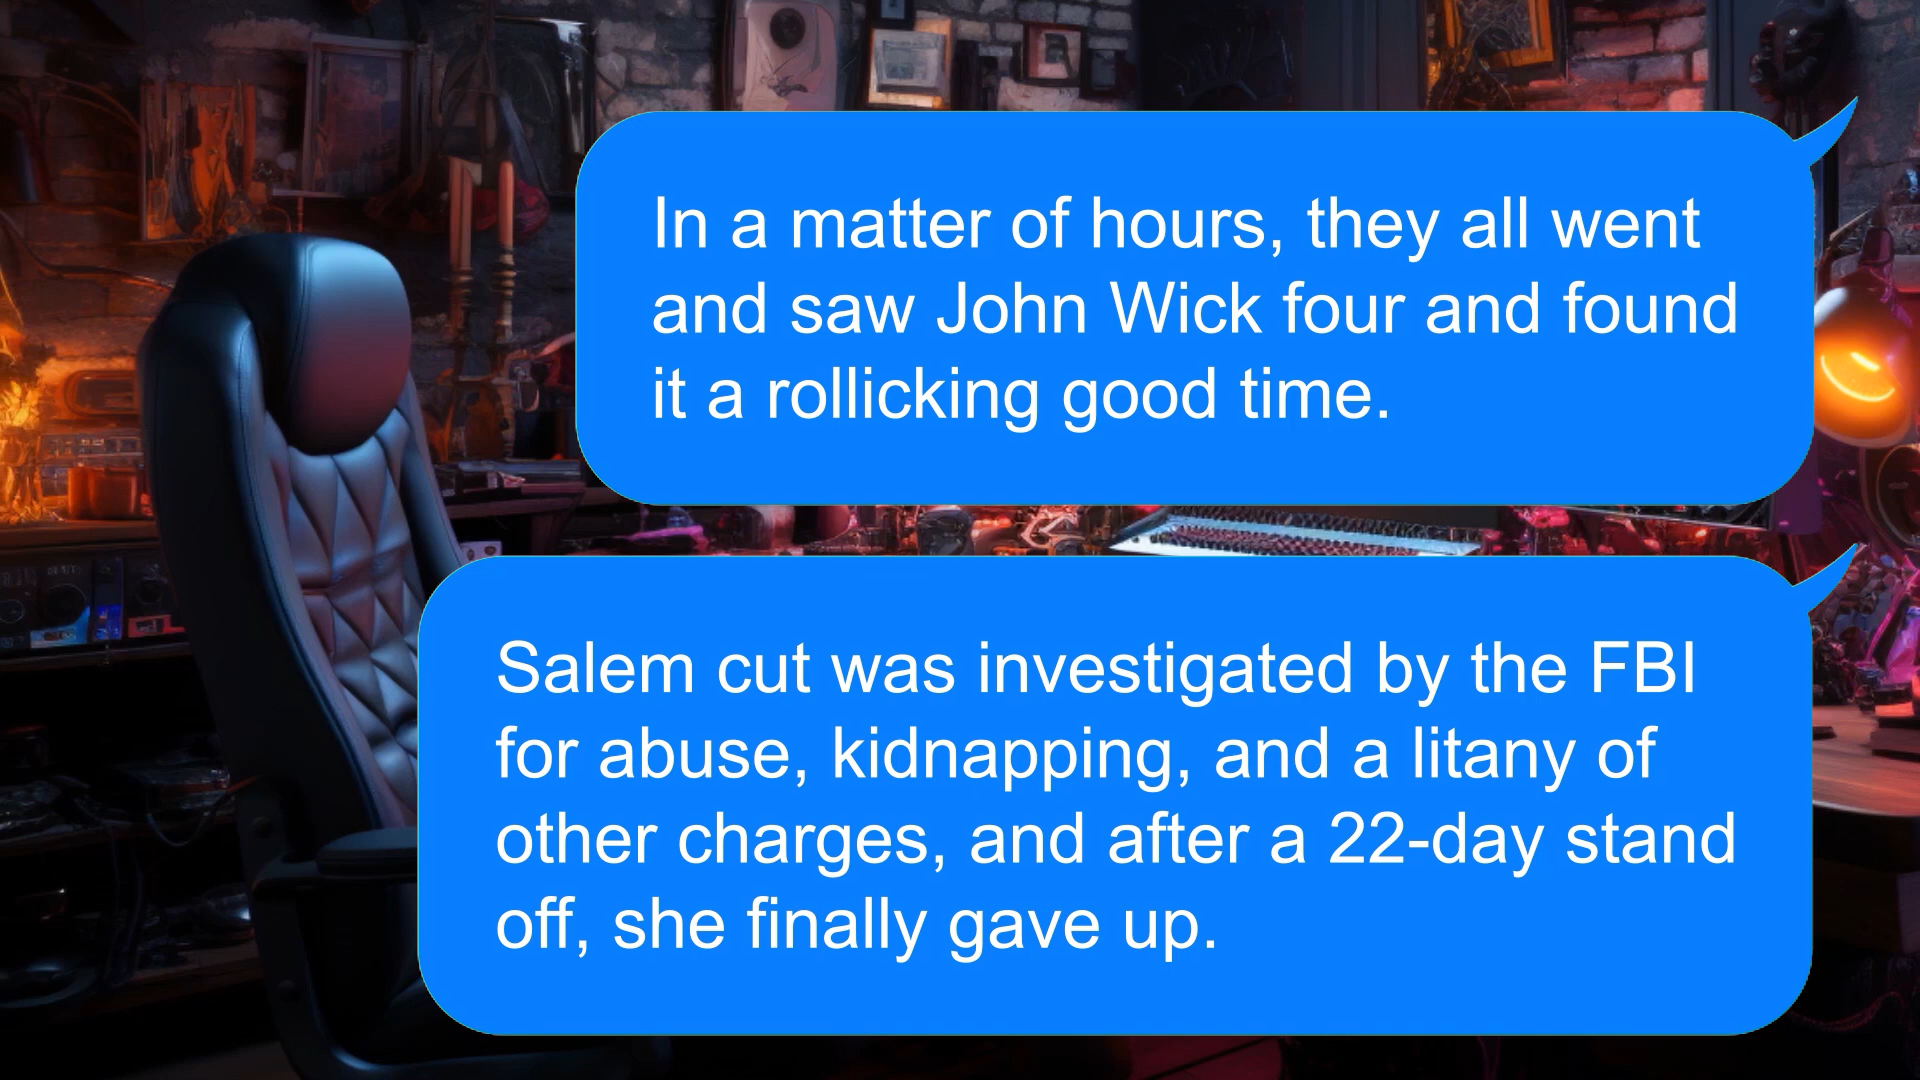 In a matter of hours, they all went
and saw John Wick four and found
it a rollicking good time.
Salem cut was investigated by the FBI
for abuse, kidnapping, and a litany of
other charges, and after a 22-day stand
off, she finally gave up.